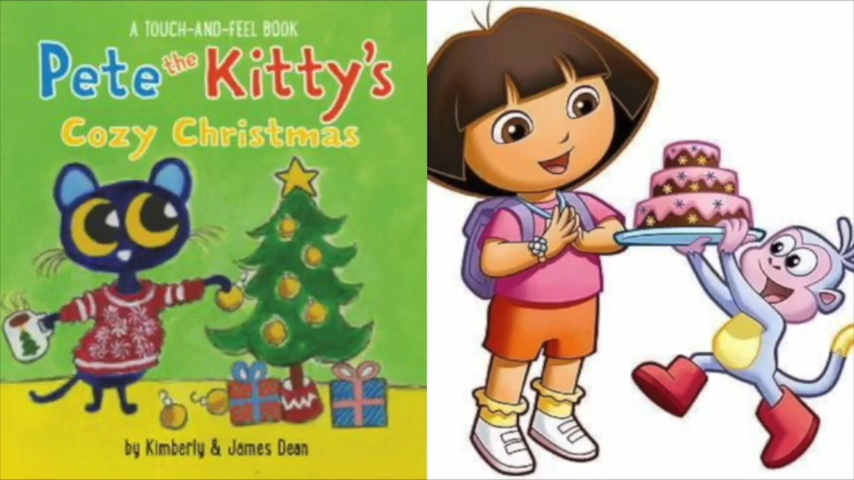 A TOUCH-AND-FEEL BOOK
Pete the Kitty's
Cozy Christmas
by Kimberly & James Dean